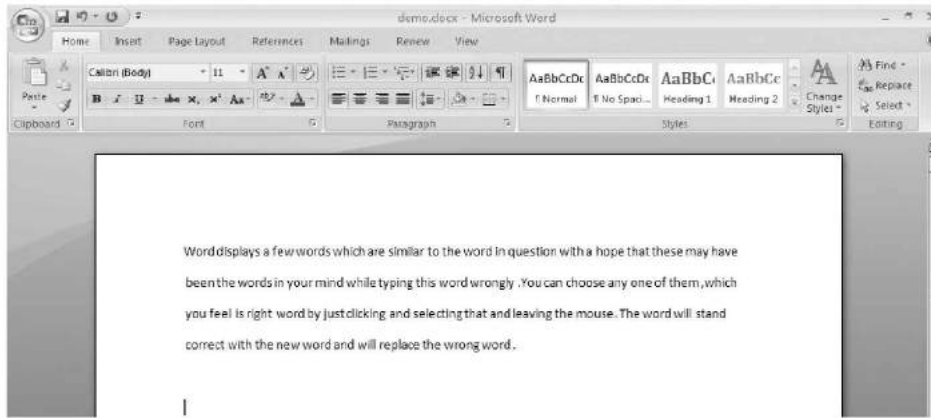 demo.docx - Microsoft Word
Home Insert Page Layout References Mailings Review View
Calibri (Body) 11 A A Find
Paste B I U abe x, x² Aa ab A AaBbCcDc AaBbCcDc AaBbC AaBbCc A Replace
¶ Normal ¶ No Spaci... Heading 1 Heading 2 Change Styles Select
Clipboard Font Paragraph Styles Editing
Word displays a few words which are similar to the word in question with a hope that these may have
been the words in your mind while typing this word wrongly .You can choose any one of them ,which
you feel is right word by just clicking and selecting that and leaving the mouse. The word will stand
correct with the new word and will replace the wrong word.